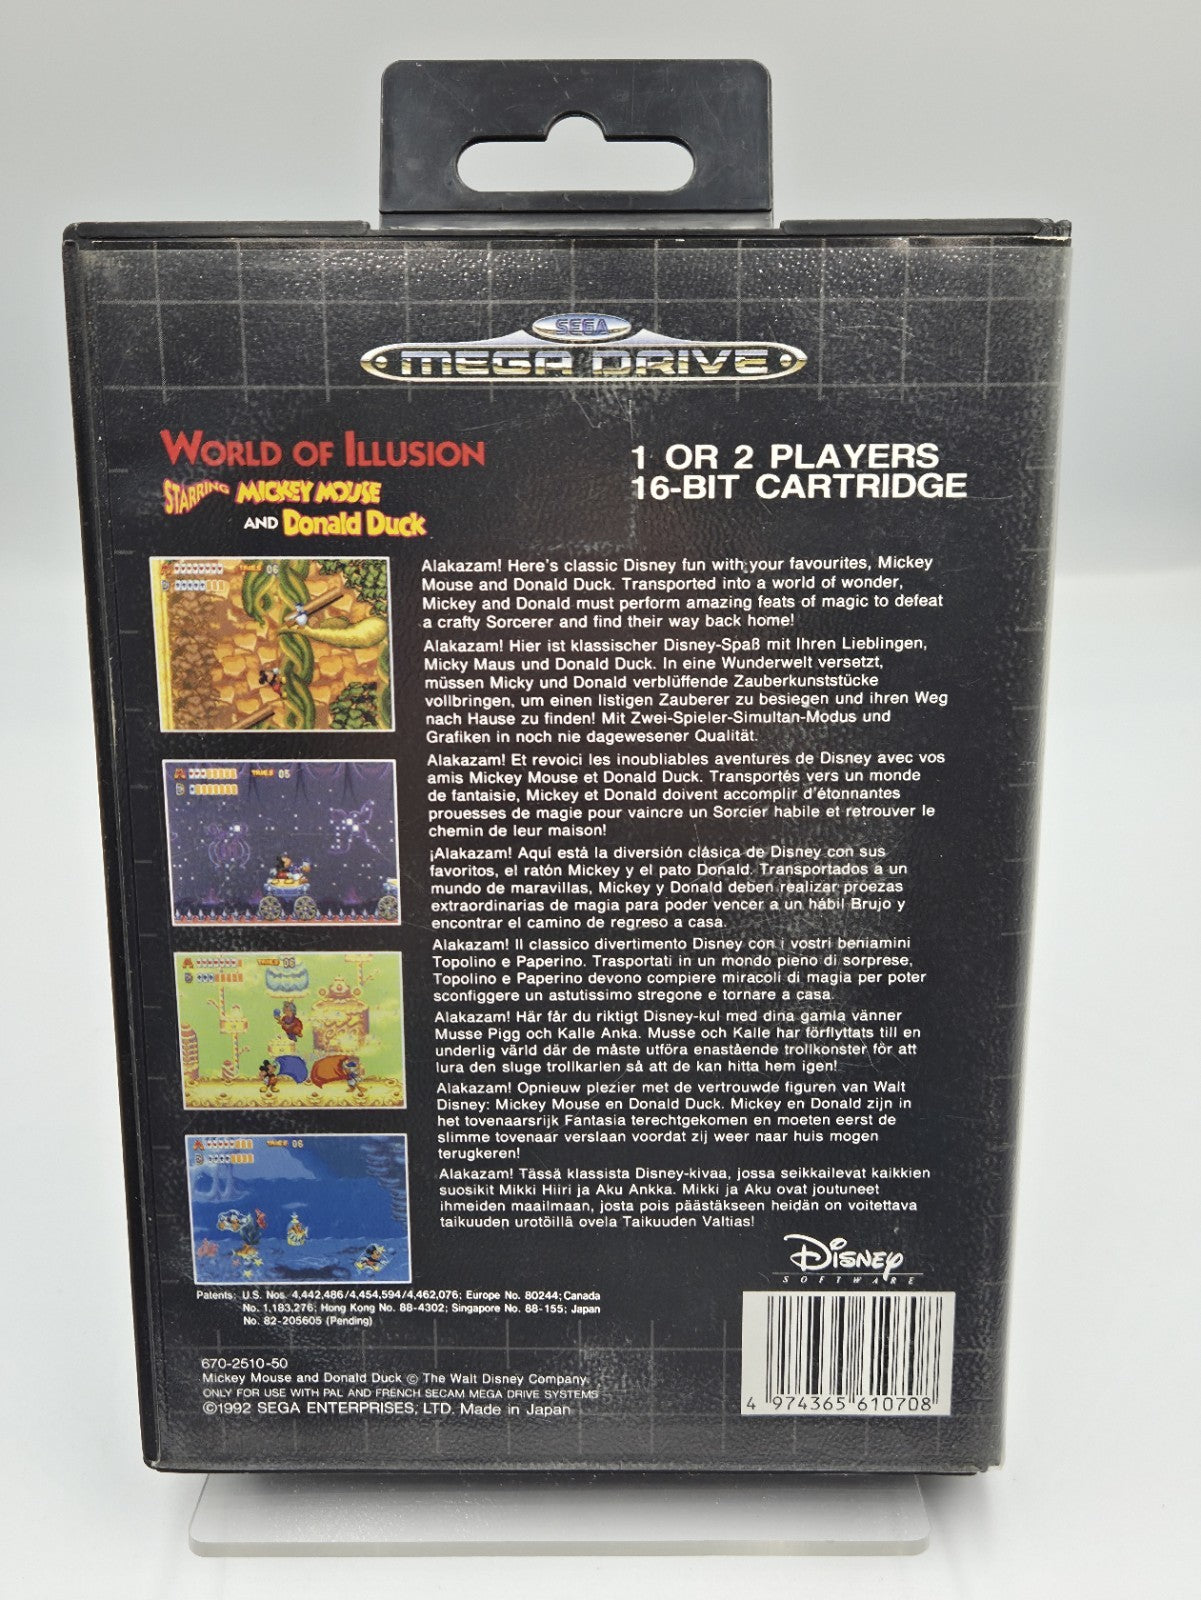 SEGA
MEGA DRIVE
WORLD OF ILLUSION
STARRING MICKEY MOUSE
AND Donald Duck
1 OR 2 PLAYERS
16-BIT CARTRIDGE
TRIES 06
Alakazam! Here's classic Disney fun with your favourites, Mickey
Mouse and Donald Duck. Transported into a world of wonder,
Mickey and Donald must perform amazing feats of magic to defeat
a crafty Sorcerer and find their way back home!
Alakazam! Hier ist klassischer Disney-Spaß mit Ihren Lieblingen,
Micky Maus und Donald Duck. In eine Wunderwelt versetzt,
müssen Micky und Donald verblüffende Zauberkunststücke
vollbringen, um einen listigen Zauberer zu besiegen und ihren Weg
nach Hause zu finden! Mit Zwei-Spieler-Simultan-Modus und
Grafiken in noch nie dagewesener Qualität.
TRIES 05
Alakazam! Et revoici les inoubliables aventures de Disney avec vos
amis Mickey Mouse et Donald Duck. Transportés vers un monde
de fantaisie, Mickey et Donald doivent accomplir d'étonnantes
prouesses de magie pour vaincre un Sorcier habile et retrouver le
chemin de leur maison!
¡Alakazam! Aquí está la diversión clásica de Disney con sus
favoritos, el ratón Mickey y el pato Donald. Transportados a un
mundo de maravillas, Mickey y Donald deben realizar proezas
extraordinarias de magia para poder vencer a un hábil Brujo y
encontrar el camino de regreso a casa.
TRIES 06
Alakazam! Il classico divertimento Disney con i vostri beniamini
Topolino e Paperino. Trasportati in un mondo pieno di sorprese,
Topolino e Paperino devono compiere miracoli di magia per poter
sconfiggere un astutissimo stregone e tornare a casa.
Alakazam! Här får du riktigt Disney-kul med dina gamla vänner
Musse Pigg och Kalle Anka. Musse och Kalle har förflyttats till en
underlig värld där de måste utföra enastående trollkonster för att
lura den sluge trollkarlen så att de kan hitta hem igen!
Alakazam! Opnieuw plezier met de vertrouwde figuren van Walt
Disney: Mickey Mouse en Donald Duck. Mickey en Donald zijn in
het tovenaarsrijk Fantasia terechtgekomen en moeten eerst de
slimme tovenaar verslaan voordat zij weer naar huis mogen
terugkeren!
TRIES 06
Alakazam! Tässä klassista Disney-kivaa, jossa seikkailevat kaikkien
suosikit Mikki Hiiri ja Aku Ankka. Mikki ja Aku ovat joutuneet
ihmeiden maailmaan, josta pois päästäkseen heidän on voitettava
taikuuden urotöillä ovela Taikuuden Valtias!
Disney
SOFTWARE
Patents: U.S. Nos. 4,442,486/4,454,594/4,462,076; Europe No. 80244; Canada
No. 1,183,276; Hong Kong No. 88-4302; Singapore No. 88-155; Japan
No. 82-205605 (Pending)
670-2510-50
Mickey Mouse and Donald Duck © The Walt Disney Company.
ONLY FOR USE WITH PAL AND FRENCH SECAM MEGA DRIVE SYSTEMS
©1992 SEGA ENTERPRISES, LTD. Made in Japan
4 974365 610708